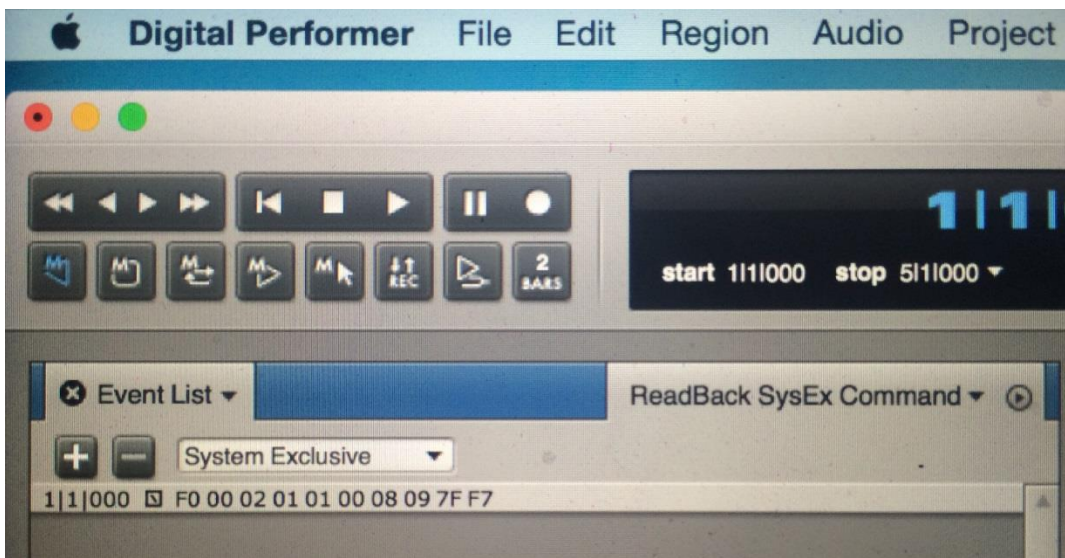 Digital Performer File Edit Region Audio Project
1|1|
M M M M M REC 2 BARS
start 1|1|000 stop 5|1|000
Event List ReadBack SysEx Command
System Exclusive
1|1|000 F0 00 02 01 01 00 08 09 7F F7